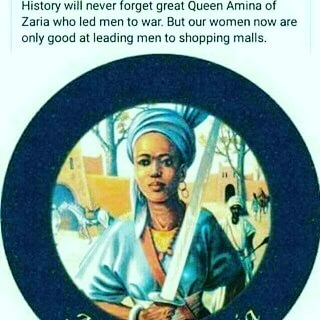 History will never forget great Queen Amina of
Zaria who led men to war. But our women now are
only good at leading men to shopping malls.